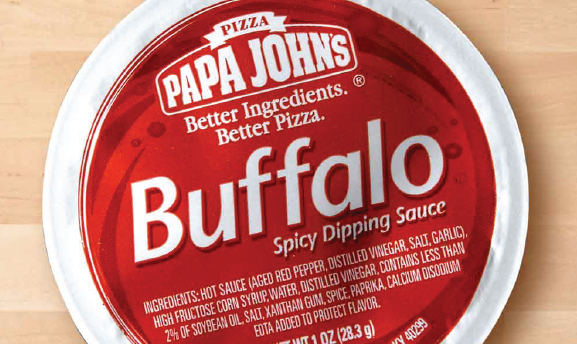 PIZZA
PAPA JOHN'S
®
Better Ingredients.
Better Pizza.
Buffalo
Spicy Dipping Sauce
INGREDIENTS: HOT SAUCE (AGED RED PEPPER, DISTILLED VINEGAR, SALT, GARLIC),
HIGH FRUCTOSE CORN SYRUP, WATER, DISTILLED VINEGAR. CONTAINS LESS THAN
2% OF SOYBEAN OIL, SALT, XANTHAN GUM, SPICE, PAPRIKA, CALCIUM DISODIUM
EDTA ADDED TO PROTECT FLAVOR.
WT 1 OZ (28.3 g)
40299